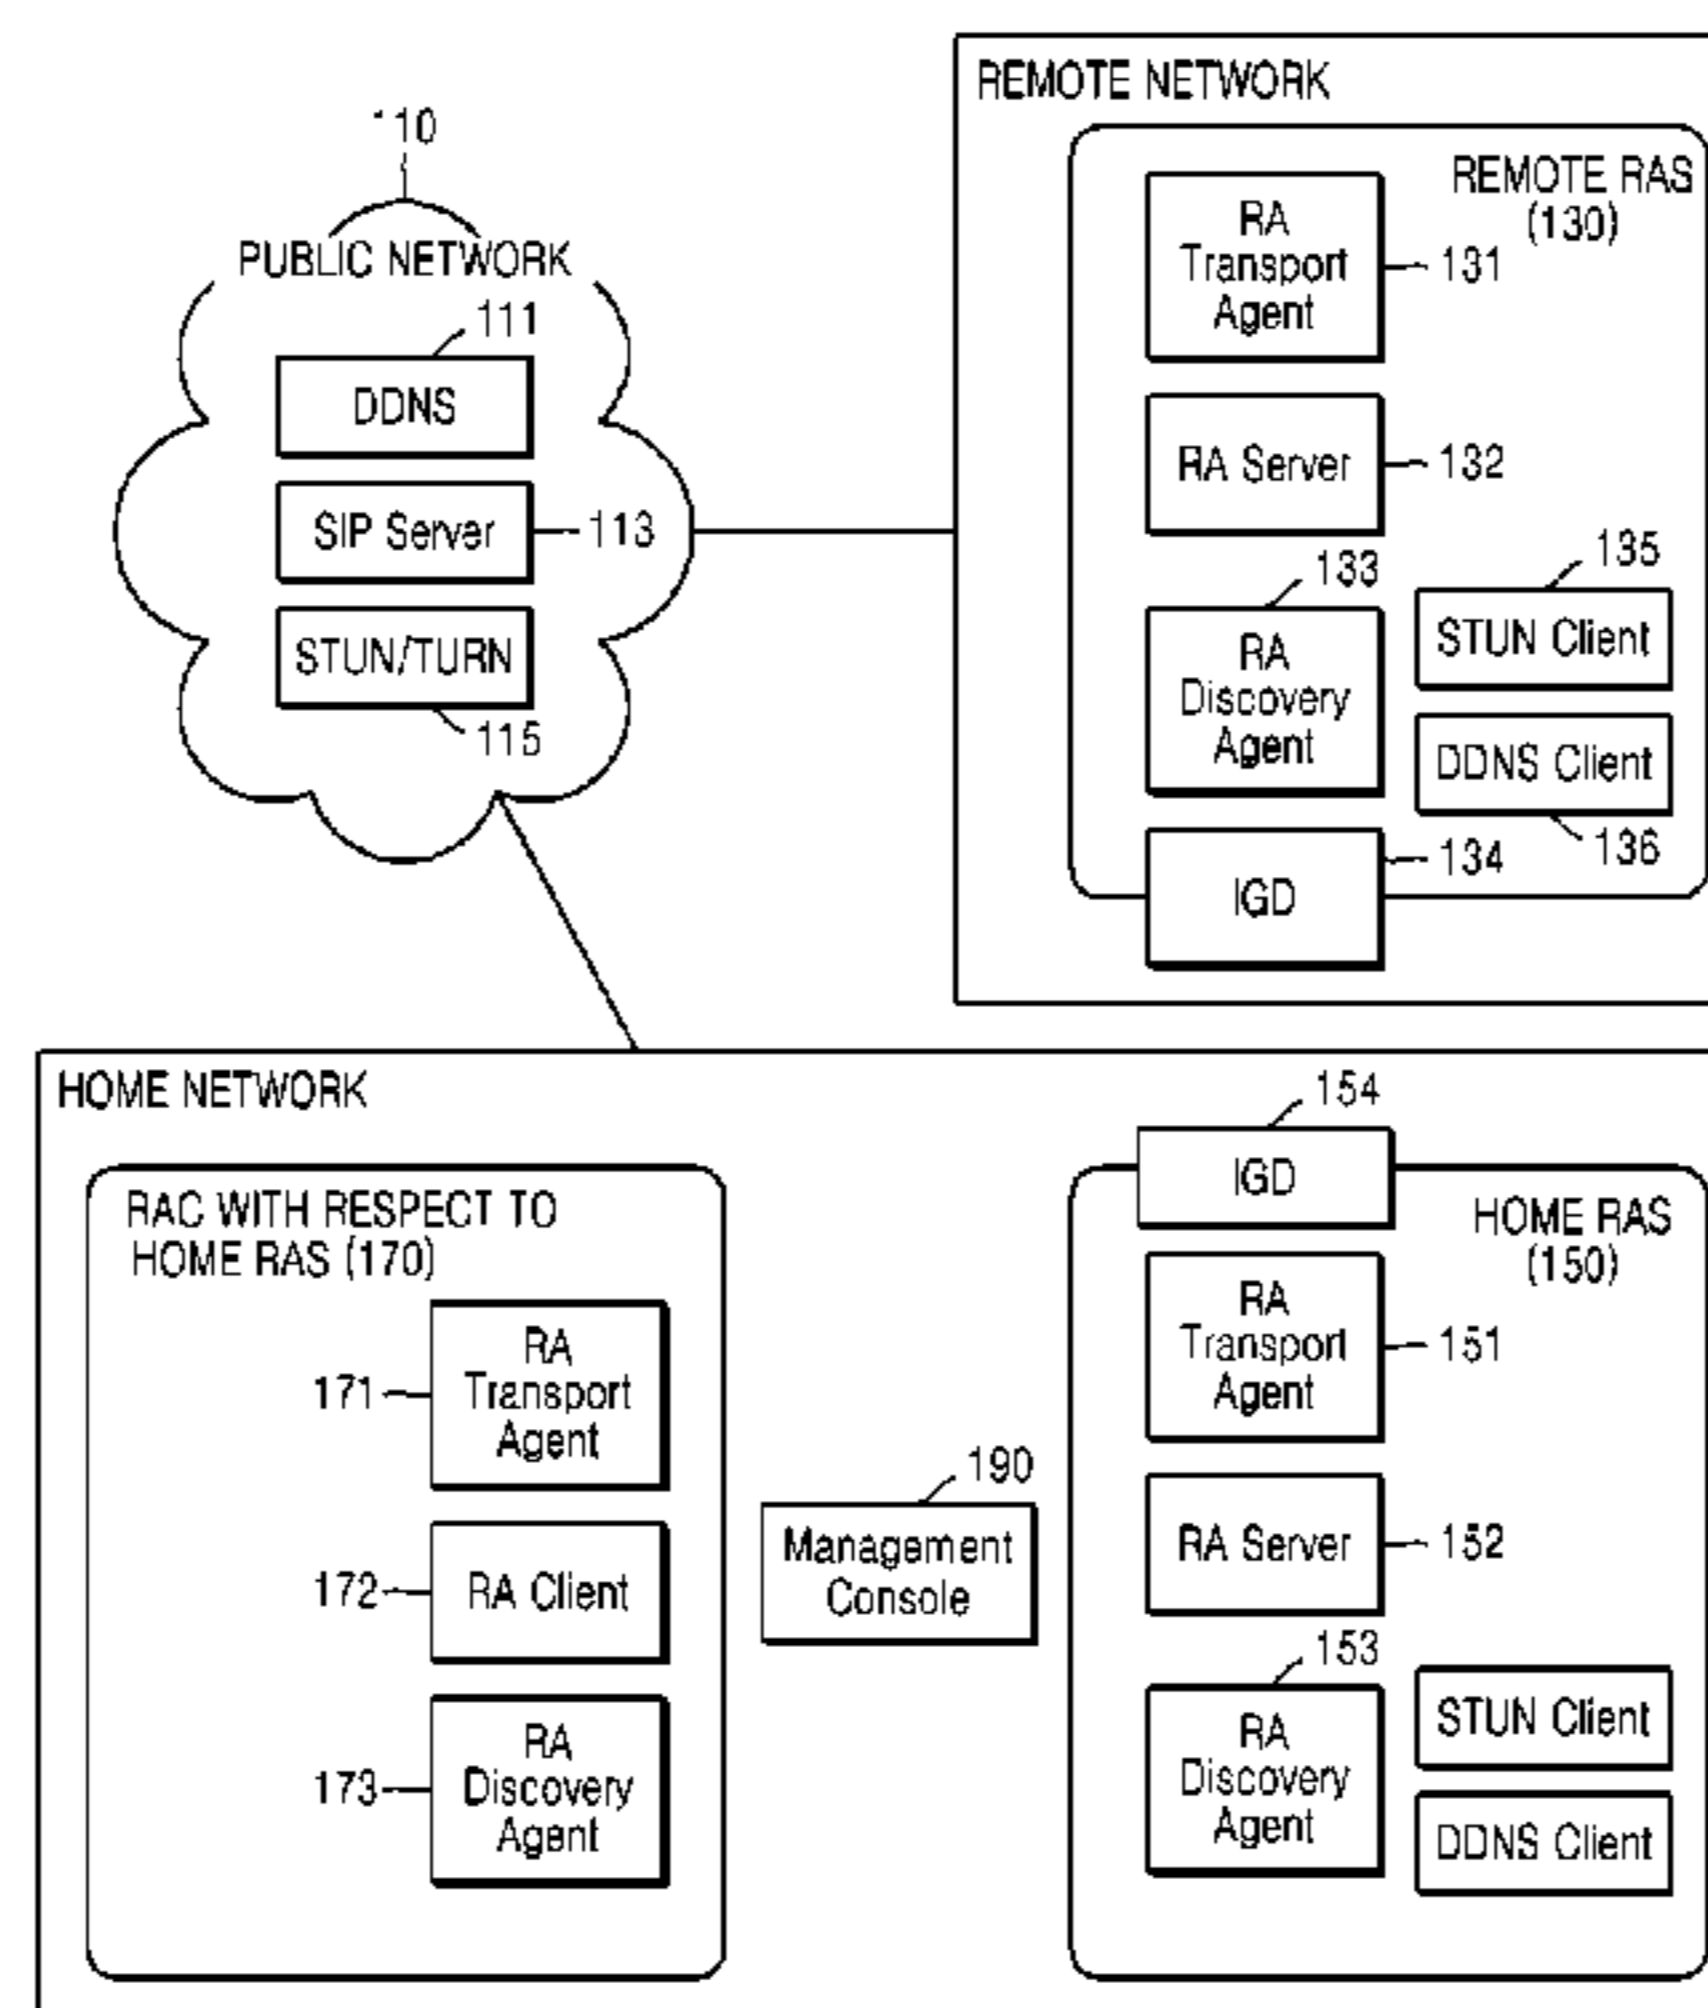 110
PUBLIC NETWORK
111
DDNS
SIP Server
113
STUN/TURN
115
REMOTE NETWORK
REMOTE RAS
(130)
RA
Transport
Agent
131
RA Server
132
133
RA
Discovery
Agent
135
STUN Client
DDNS Client
136
134
IGD
HOME NETWORK
RAC WITH RESPECT TO
HOME RAS (170)
171
RA
Transport
Agent
172
RA Client
173
RA
Discovery
Agent
190
Management
Console
154
IGD
HOME RAS
(150)
RA
Transport
Agent
151
RA Server
152
153
RA
Discovery
Agent
STUN Client
DDNS Client